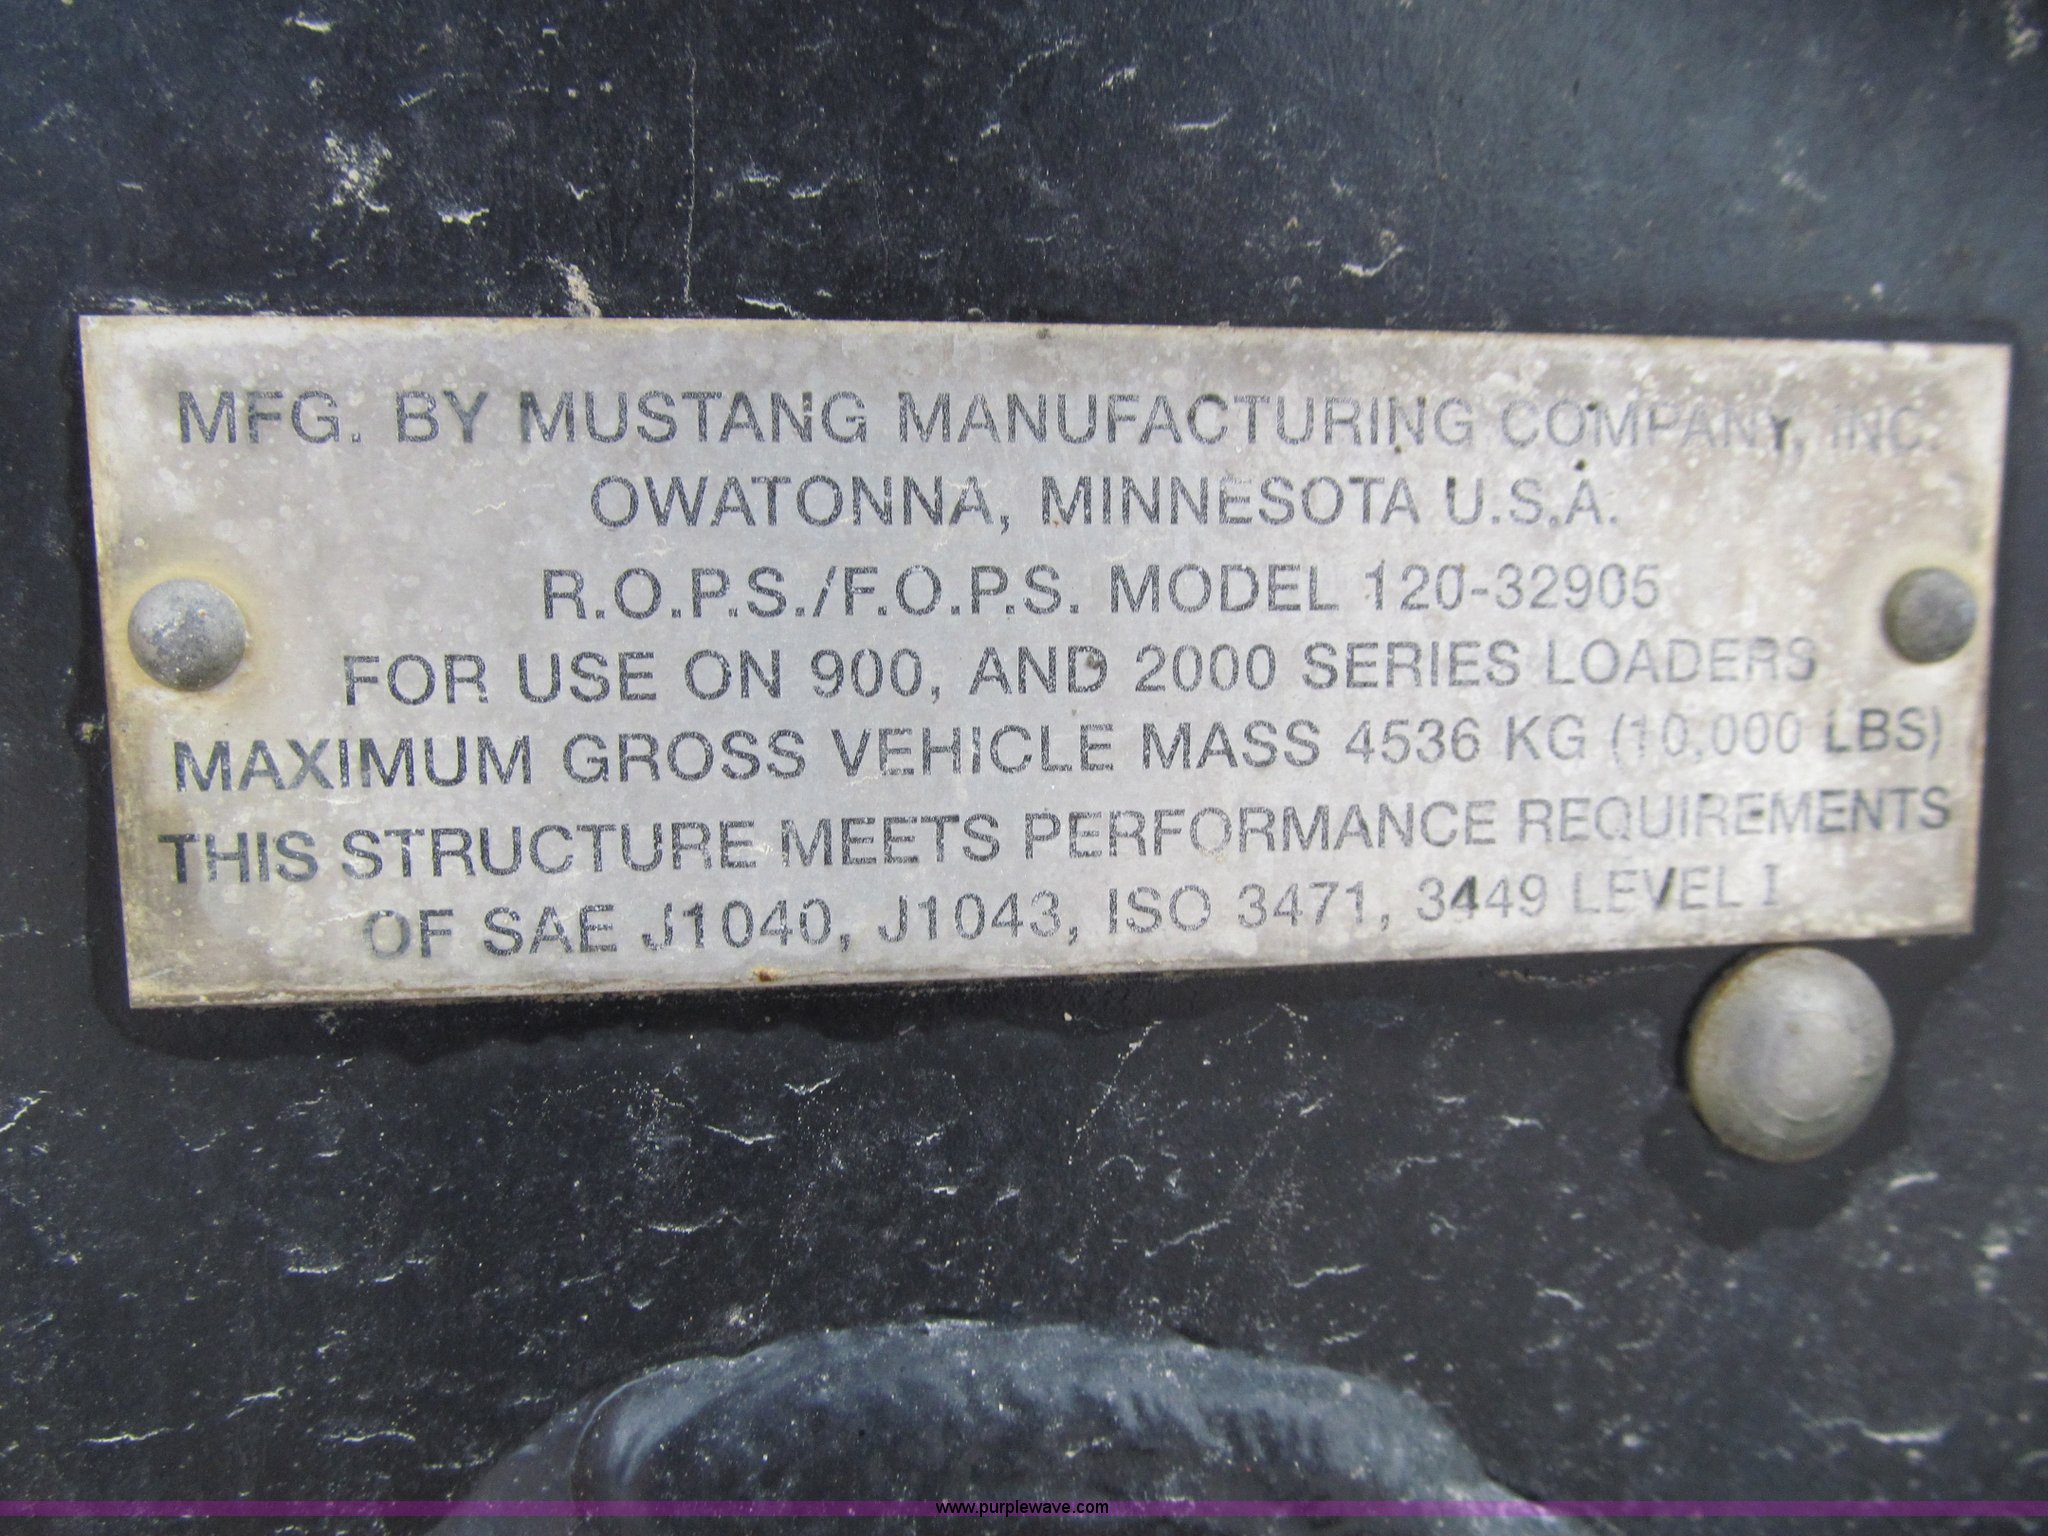 MFG. BY MUSTANG MANUFACTURING COMPANY, INC.
OWATONNA, MINNESOTA U.S.A.
R.O.P.S./F.O.P.S. MODEL 120-32905
FOR USE ON 900, AND 2000 SERIES LOADERS
MAXIMUM GROSS VEHICLE MASS 4536 KG (10,000 LBS)
THIS STRUCTURE MEETS PERFORMANCE REQUIREMENTS
OF SAE J1040, J1043, ISO 3471, 3449 LEVEL I
www.purplewave.com